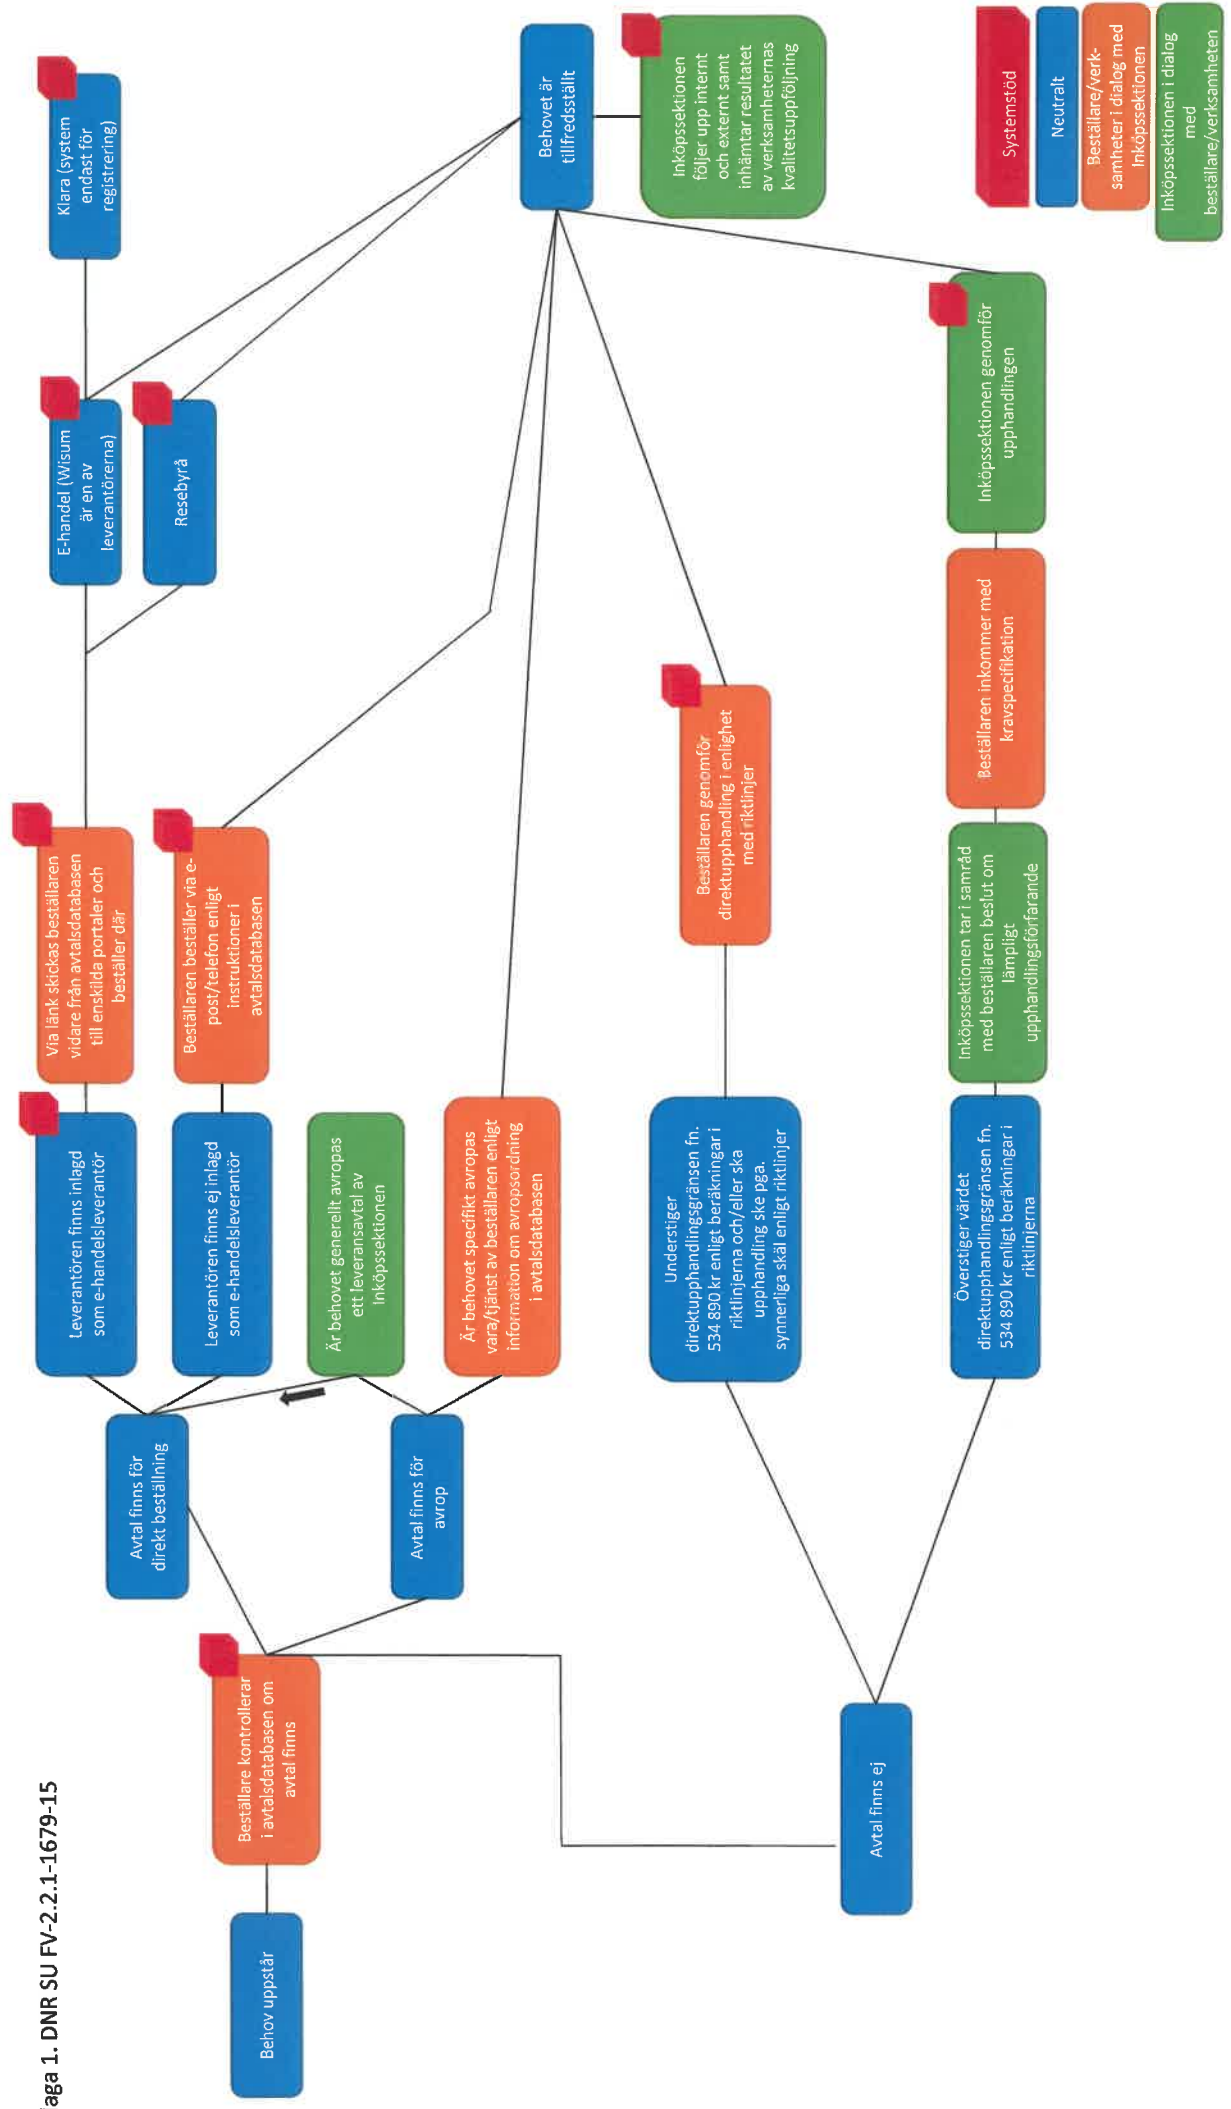 aga 1. DNR SU FV-2.2.1-1679-15
Behov uppstår
Beställare kontrollerar
i avtalsdatabasen om
avtal finns
Avtal finns för
direkt beställning
Avtal finns för
avrop
Avtal finns ej
Leverantören finns inlagd
som e-handelsleverantör
Leverantören finns ej inlagd
som e-handelsleverantör
Är behovet generellt avropas
ett leveransavtal av
Inköpssektionen
Är behovet specifikt avropas
vara/tjänst av beställaren enligt
information om avropsordning
i avtalsdatabasen
Understiger
direktupphandlingsgränsen fn.
534 890 kr enligt beräkningar i
riktlinjerna och/eller ska
upphandling ske pga.
synnerliga skäl enligt riktlinjer
Överstiger värdet
direktupphandlingsgränsen fn.
534 890 kr enligt beräkningar i
riktlinjerna
Via länk skickas beställaren
vidare från avtalsdatabasen
till enskilda portaler och
beställer där
Beställaren beställer via e-
post/telefon enligt
instruktioner i
avtalsdatabasen
Beställaren genomför
direktupphandling i enlighet
med riktlinjer
Inköpssektionen tar i samråd
med beställaren beslut om
lämpligt
upphandlingsförfarande
Beställaren inkommer med
kravspecifikation
Inköpssektionen genomför
upphandlingen
E-handel (Wisum
är en av
leverantörerna)
Resebyrå
Klara (system
endast för
registrering)
Behovet är
tillfredsställt
Inköpssektionen
följer upp internt
och externt samt
inhämtar resultatet
av verksamheternas
kvalitetsuppföljning
Systemstöd
Neutralt
Beställare/verk-
samheter i dialog med
Inköpssektionen
Inköpssektionen i dialog
med
beställare/verksamheten